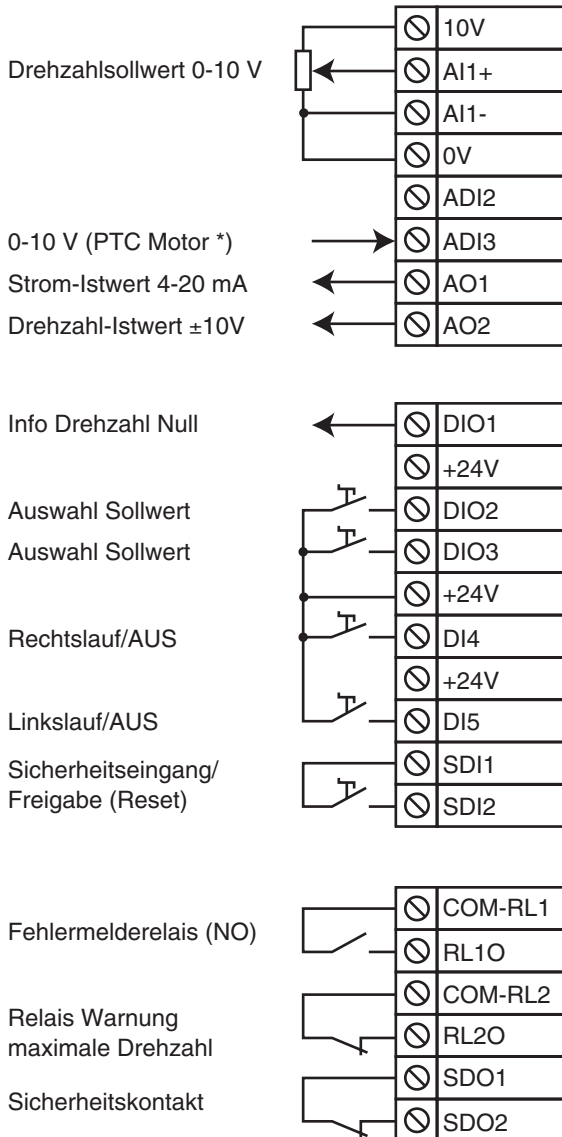 10V
Drehzahlsollwert 0-10 V AI1+
AI1-
0V
ADI2
0-10 V (PTC Motor *) ADI3
Strom-Istwert 4-20 mA AO1
Drehzahl-Istwert ±10V AO2
Info Drehzahl Null DIO1
+24V
Auswahl Sollwert DIO2
Auswahl Sollwert DIO3
+24V
Rechtslauf/AUS DI4
+24V
Linkslauf/AUS DI5
Sicherheitseingang/ SDI1
Freigabe (Reset) SDI2
COM-RL1
Fehlermelderelais (NO) RL1O
COM-RL2
Relais Warnung RL2O
maximale Drehzahl
SDO1
Sicherheitskontakt SDO2